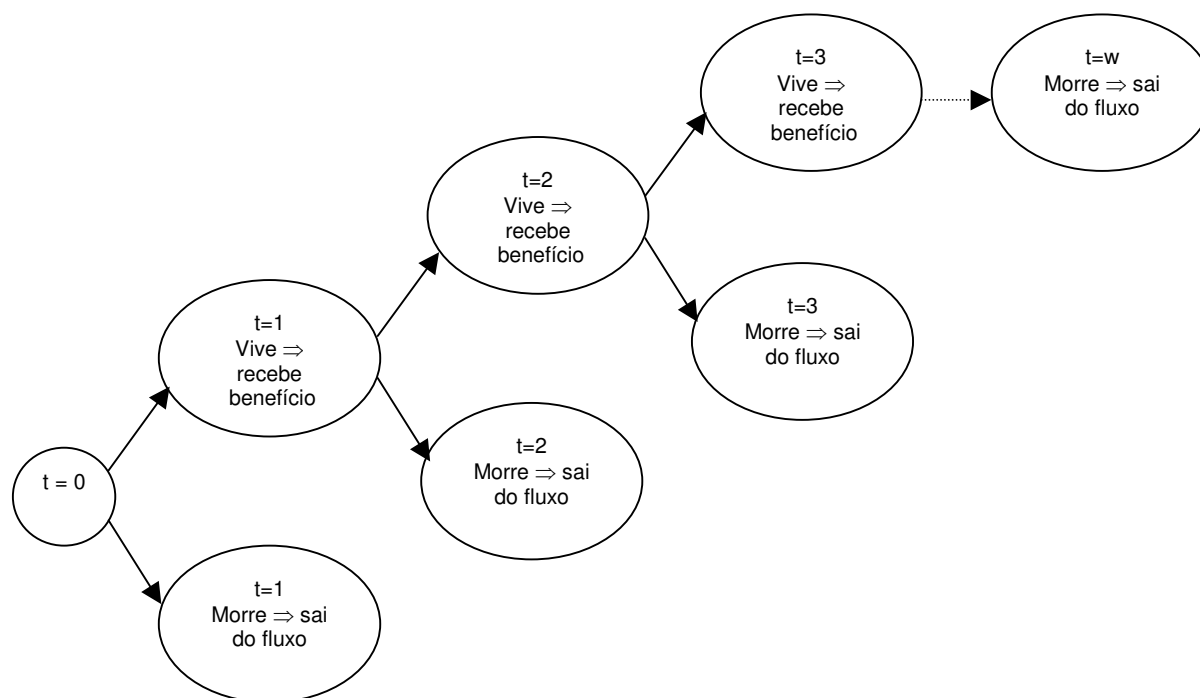 t=3
Vive ⇒
recebe
benefício
t=w
Morre ⇒ sai
do fluxo
t=2
Vive ⇒
recebe
benefício
t=3
Morre ⇒ sai
do fluxo
t=1
Vive ⇒
recebe
benefício
t=2
Morre ⇒ sai
do fluxo
t = 0
t=1
Morre ⇒ sai
do fluxo